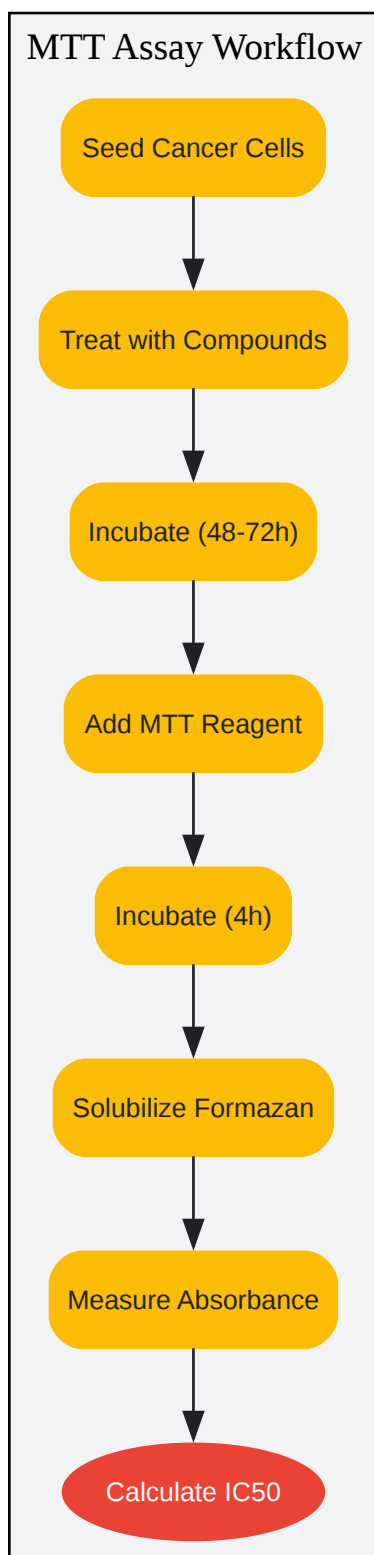 MTT Assay Workflow
Seed Cancer Cells
Treat with Compounds
Incubate (48-72h)
Add MTT Reagent
Incubate (4h)
Solubilize Formazan
Measure Absorbance
Calculate IC50